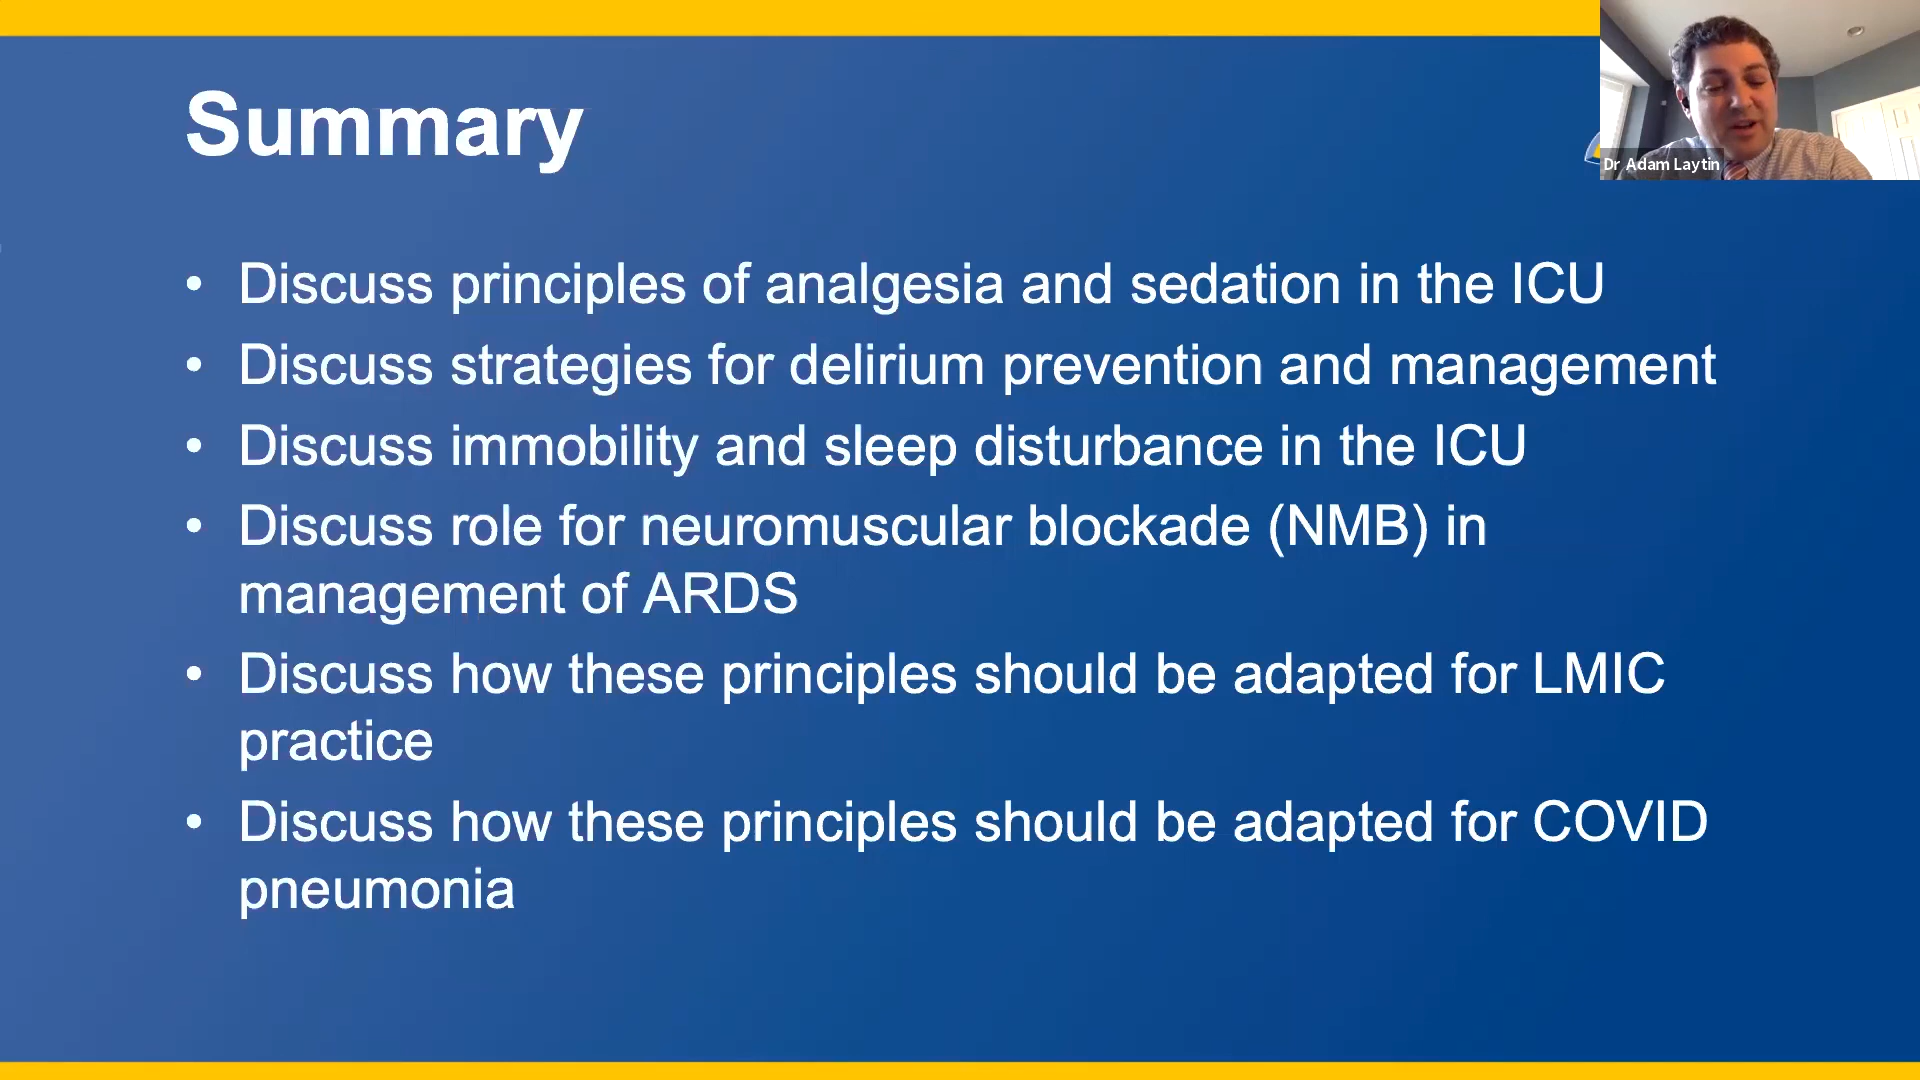 Summary
Dr Adam Laytin
• Discuss principles of analgesia and sedation in the ICU
• Discuss strategies for delirium prevention and management
• Discuss immobility and sleep disturbance in the ICU
• Discuss role for neuromuscular blockade (NMB) in
management of ARDS
• Discuss how these principles should be adapted for LMIC
practice
• Discuss how these principles should be adapted for COVID
pneumonia